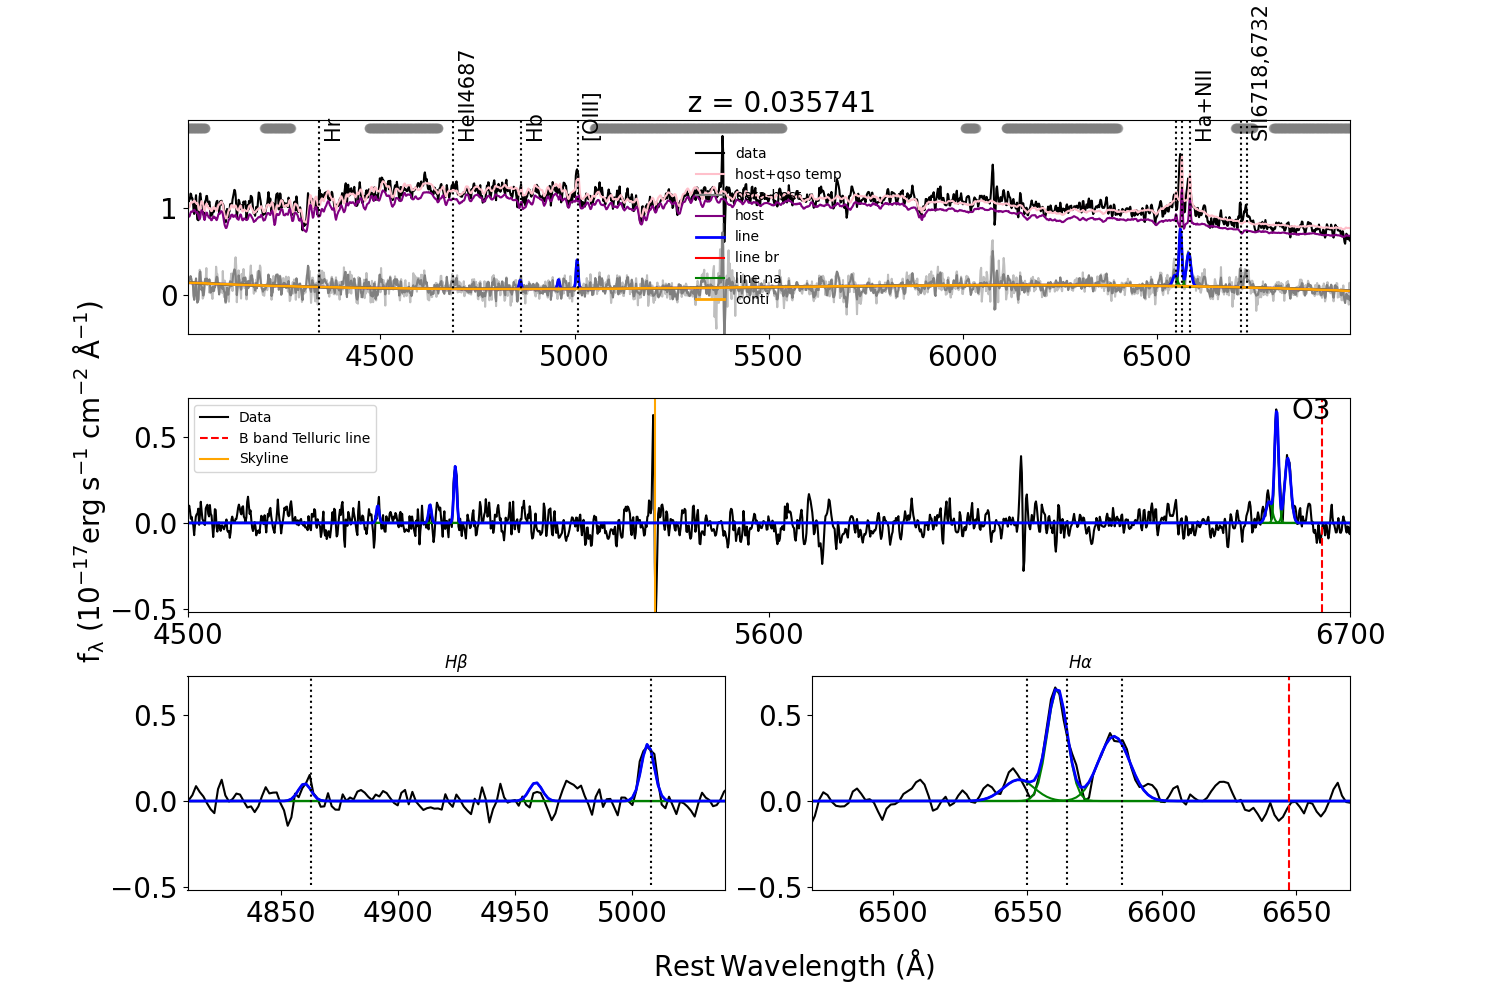 z = 0.035741
Hr
HeII4687
Hb
[OIII]
Ha+NII
SII6718,6732
data
host+qso temp
host
line
line br
line na
conti
1
0
4500
5000
5500
6000
6500
Data
B band Telluric line
Skyline
O3
0.5
0.0
−0.5
4500
5600
6700
fλ (10⁻¹⁷erg s⁻¹ cm⁻² Å⁻¹)
Hβ
0.5
0.0
−0.5
4850
4900
4950
5000
Hα
0.5
0.0
−0.5
6500
6550
6600
6650
Rest Wavelength (Å)